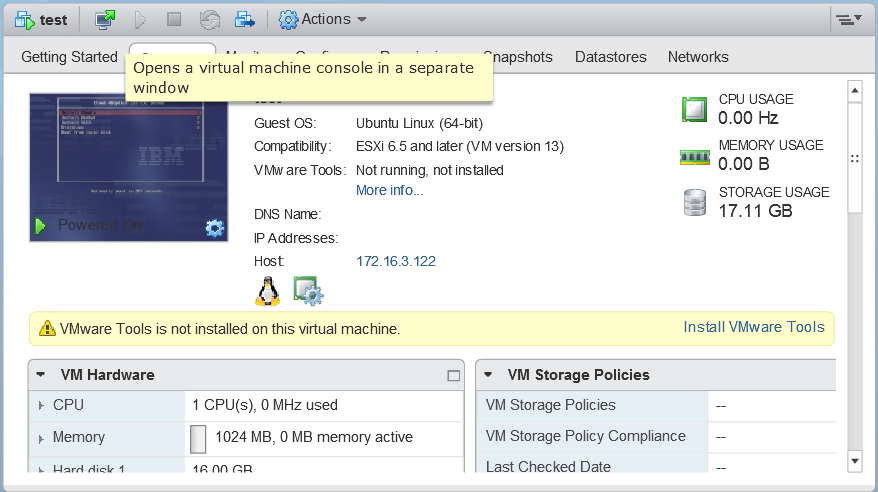 test
Actions
Getting Started
Snapshots
Datastores
Networks
Opens a virtual machine console in a separate
window
Guest OS:
Ubuntu Linux (64-bit)
Compatibility:
ESXi 6.5 and later (VM version 13)
VMware Tools:
Not running, not installed
More info...
DNS Name:
IP Addresses:
Host:
172.16.3.122
IBM
Powered On
CPU USAGE
0.00 Hz
MEMORY USAGE
0.00 B
STORAGE USAGE
17.11 GB
VMware Tools is not installed on this virtual machine.
Install VMware Tools
VM Hardware
CPU
1 CPU(s), 0 MHz used
Memory
1024 MB, 0 MB memory active
Hard disk 1
16.00 GB
VM Storage Policies
VM Storage Policies
--
VM Storage Policy Compliance
--
Last Checked Date
--